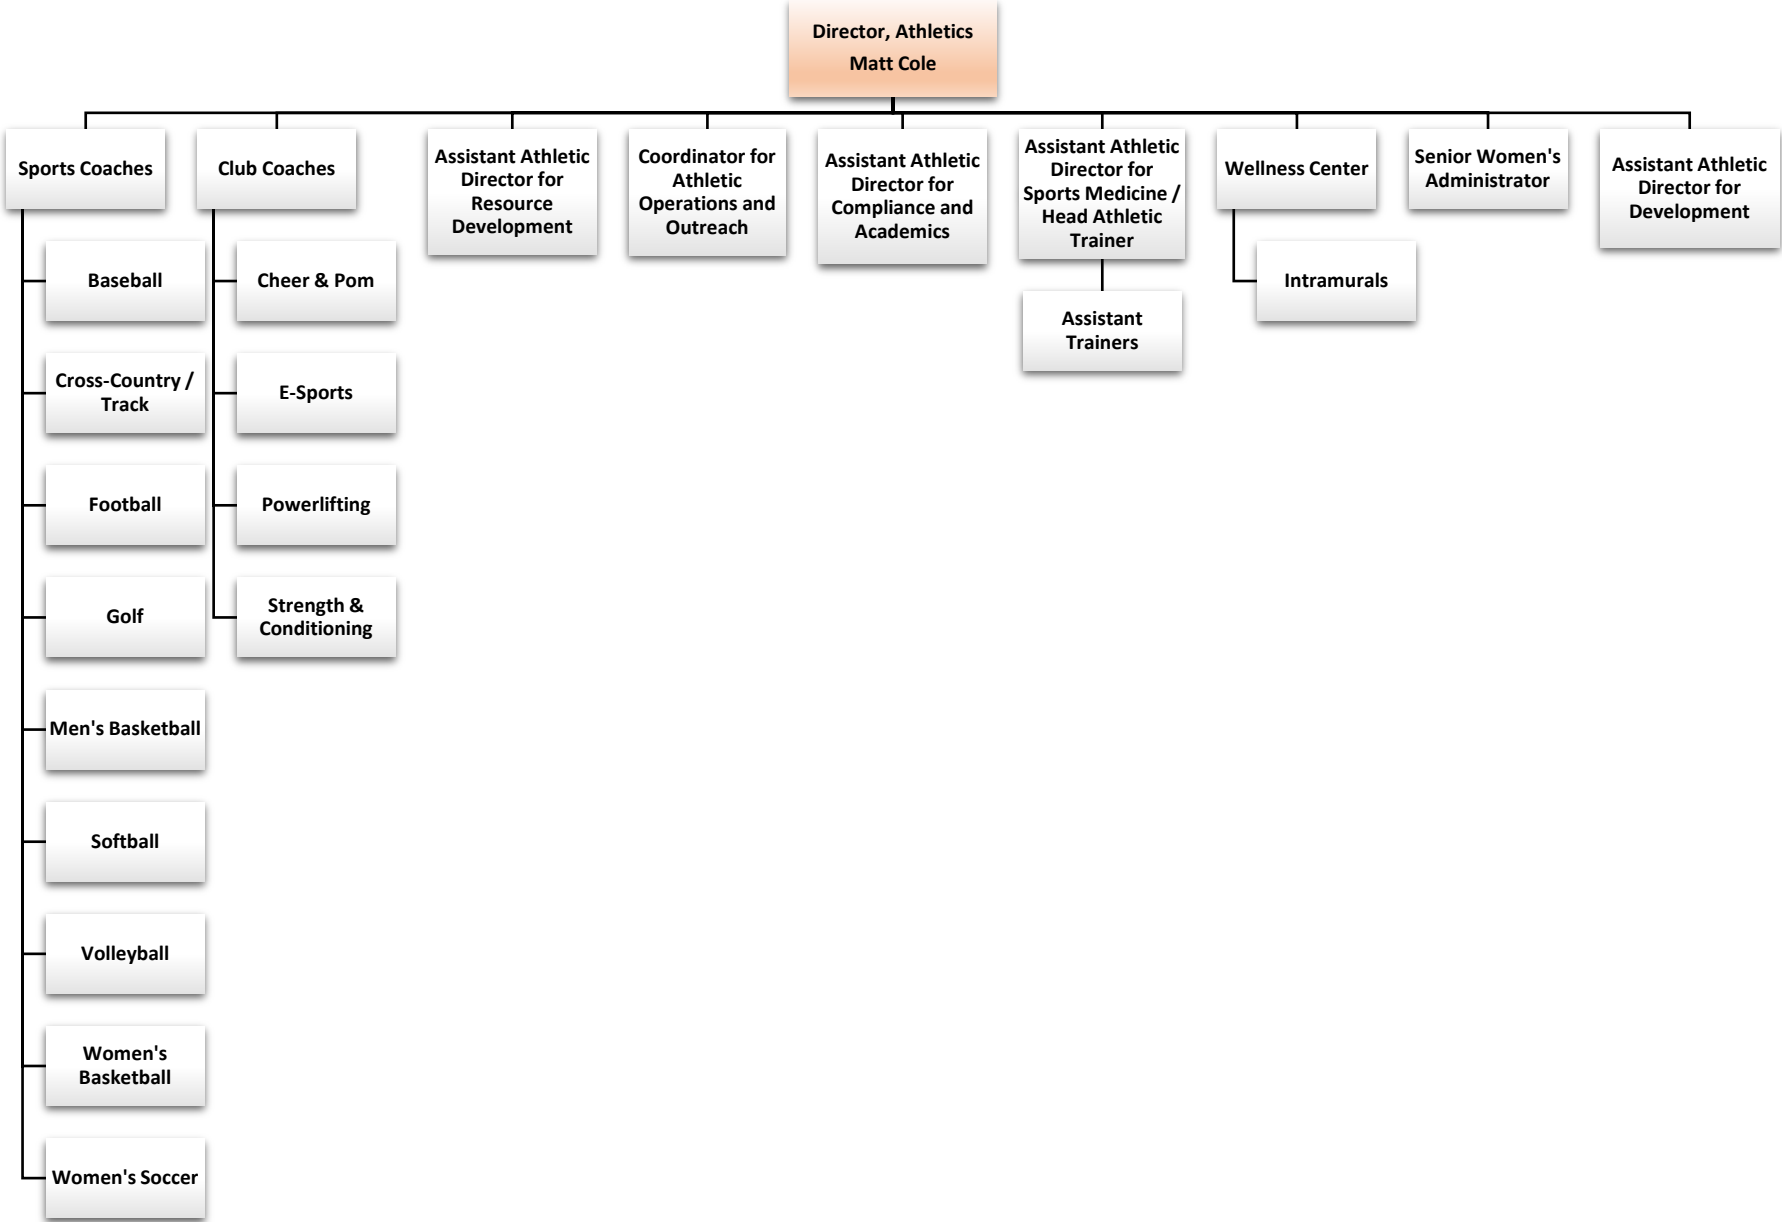 Director, Athletics
Matt Cole
Sports Coaches
Club Coaches
Assistant Athletic
Director for
Resource
Development
Coordinator for
Athletic
Operations and
Outreach
Assistant Athletic
Director for
Compliance and
Academics
Assistant Athletic
Director for
Sports Medicine /
Head Athletic
Trainer
Wellness Center
Senior Women's
Administrator
Assistant Athletic
Director for
Development
Baseball
Cross-Country /
Track
Football
Golf
Men's Basketball
Softball
Volleyball
Women's
Basketball
Women's Soccer
Cheer & Pom
E-Sports
Powerlifting
Strength &
Conditioning
Assistant
Trainers
Intramurals